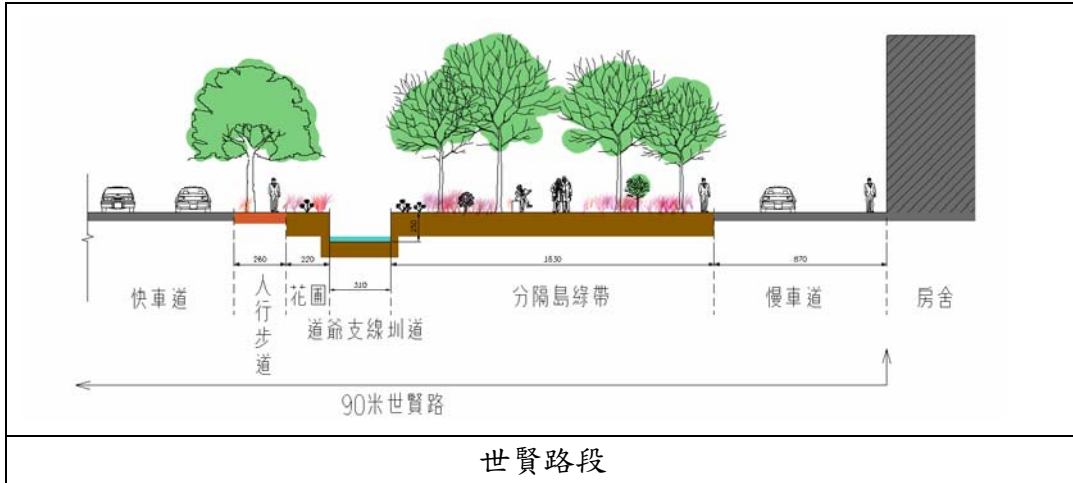 150
260
220
310
1630
870
快車道
人行步道
花圃
道爺支線圳道
分隔島綠帶
慢車道
房舍
90米世賢路
世賢路段